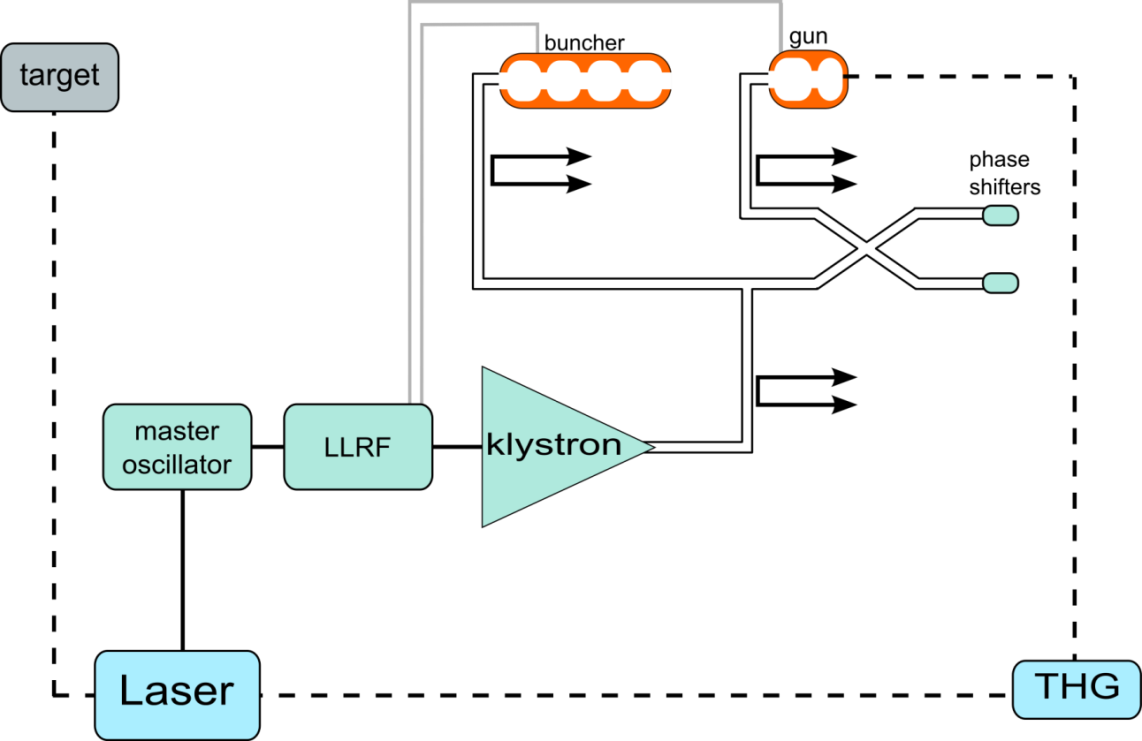 buncher
gun
target
phase
shifters
master
oscillator
LLRF
klystron
Laser
THG